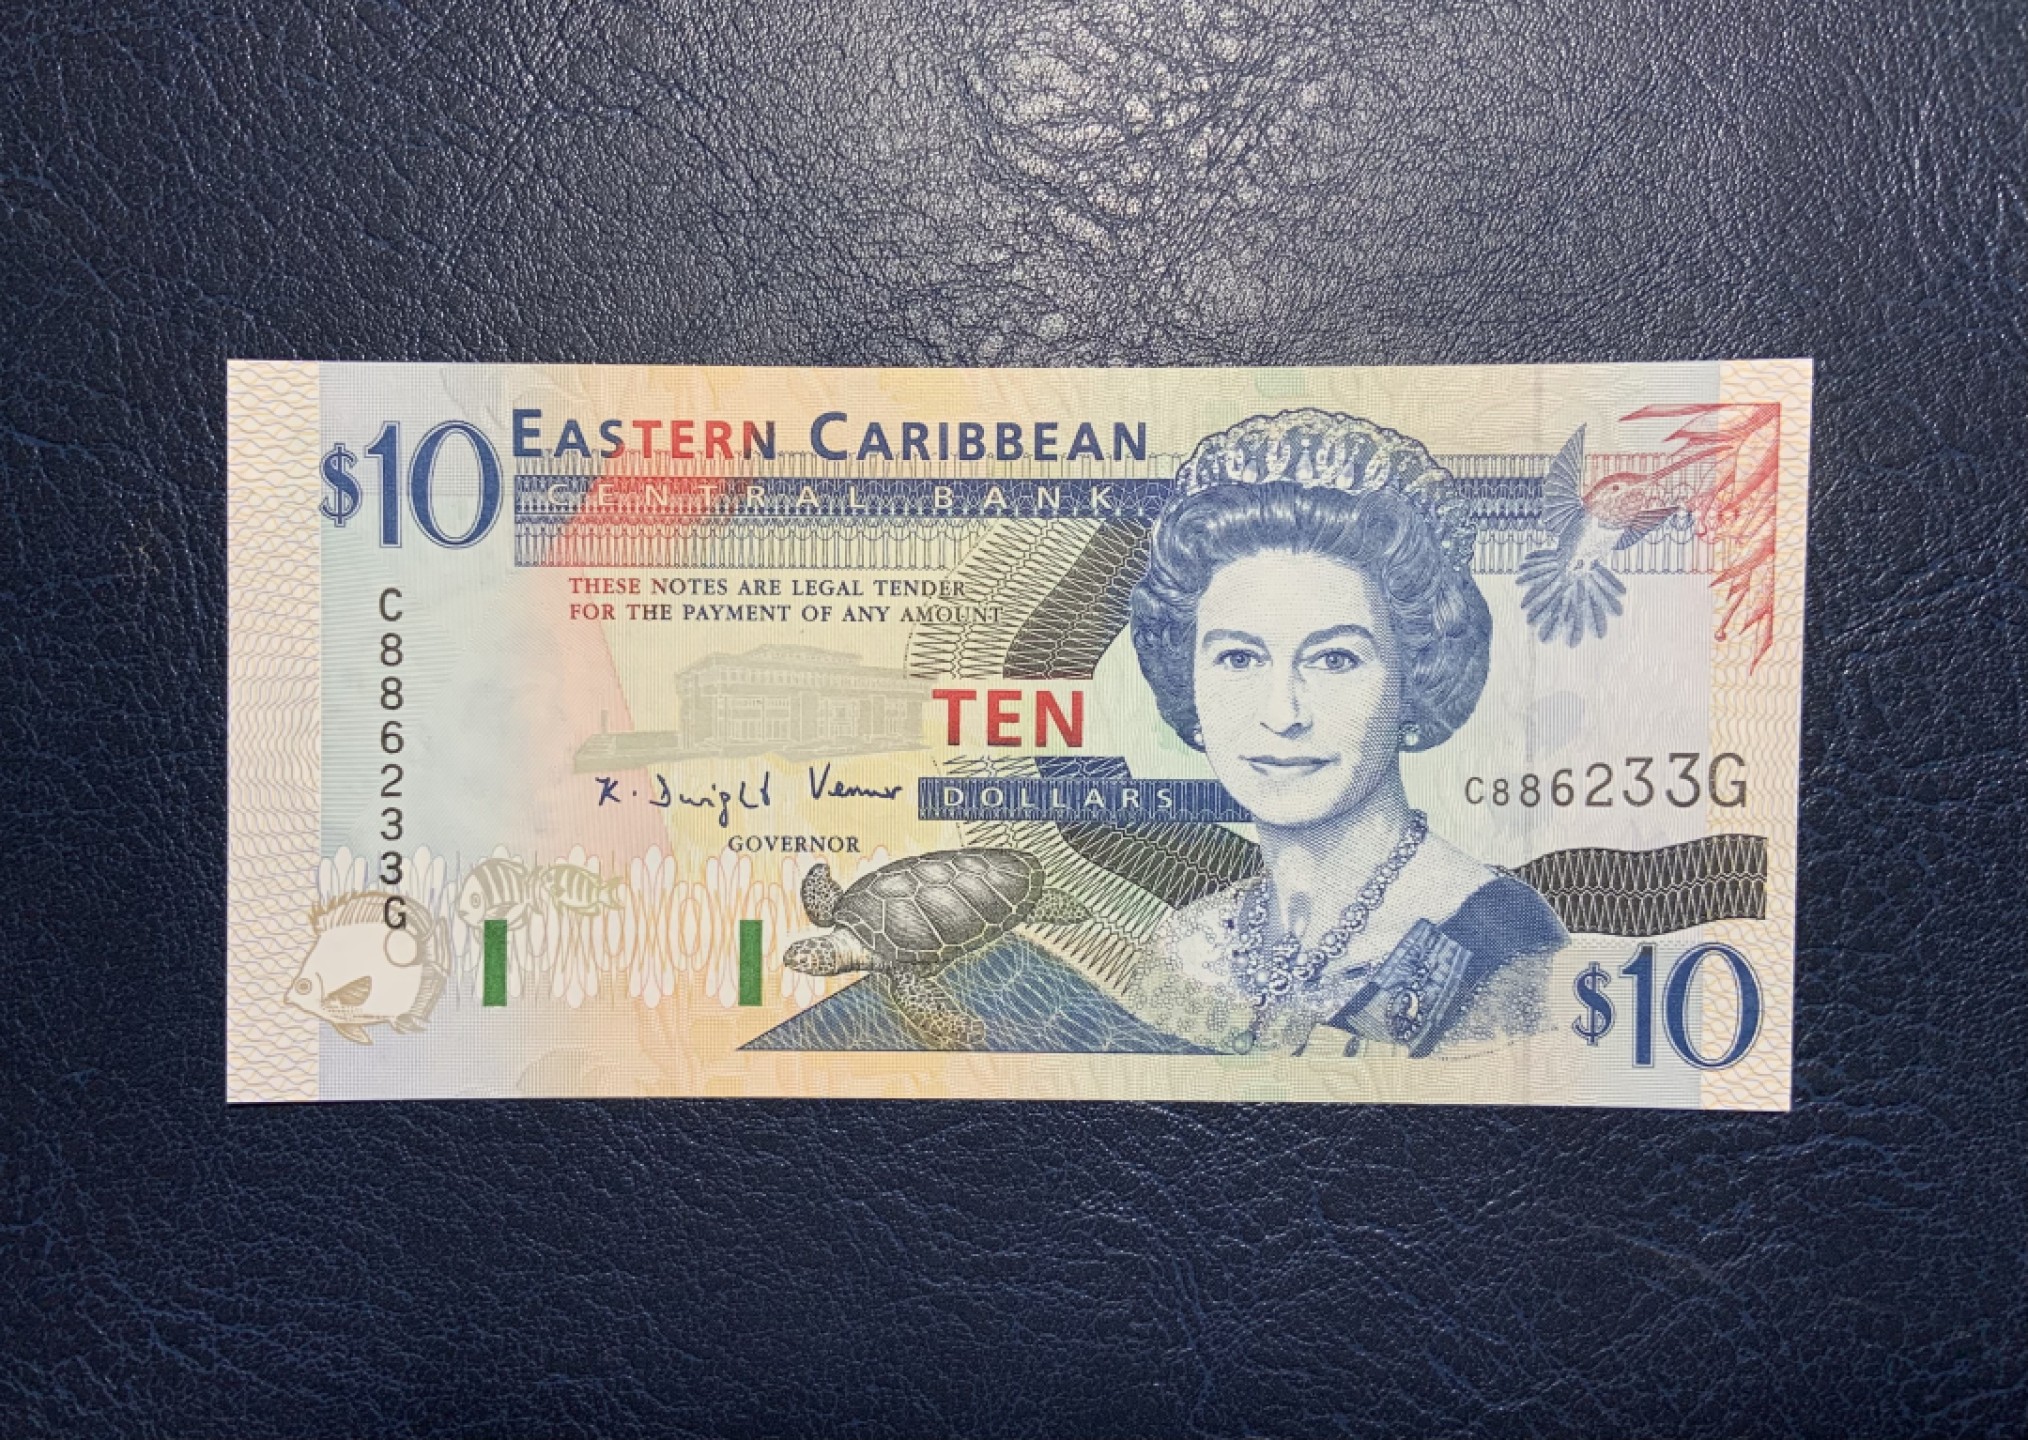 $10
EASTERN CARIBBEAN
CENTRAL BANK
THESE NOTES ARE LEGAL TENDER
FOR THE PAYMENT OF ANY AMOUNT
C886233G
TEN
DOLLARS
K. Dwight Venner
GOVERNOR
C886233G
$10